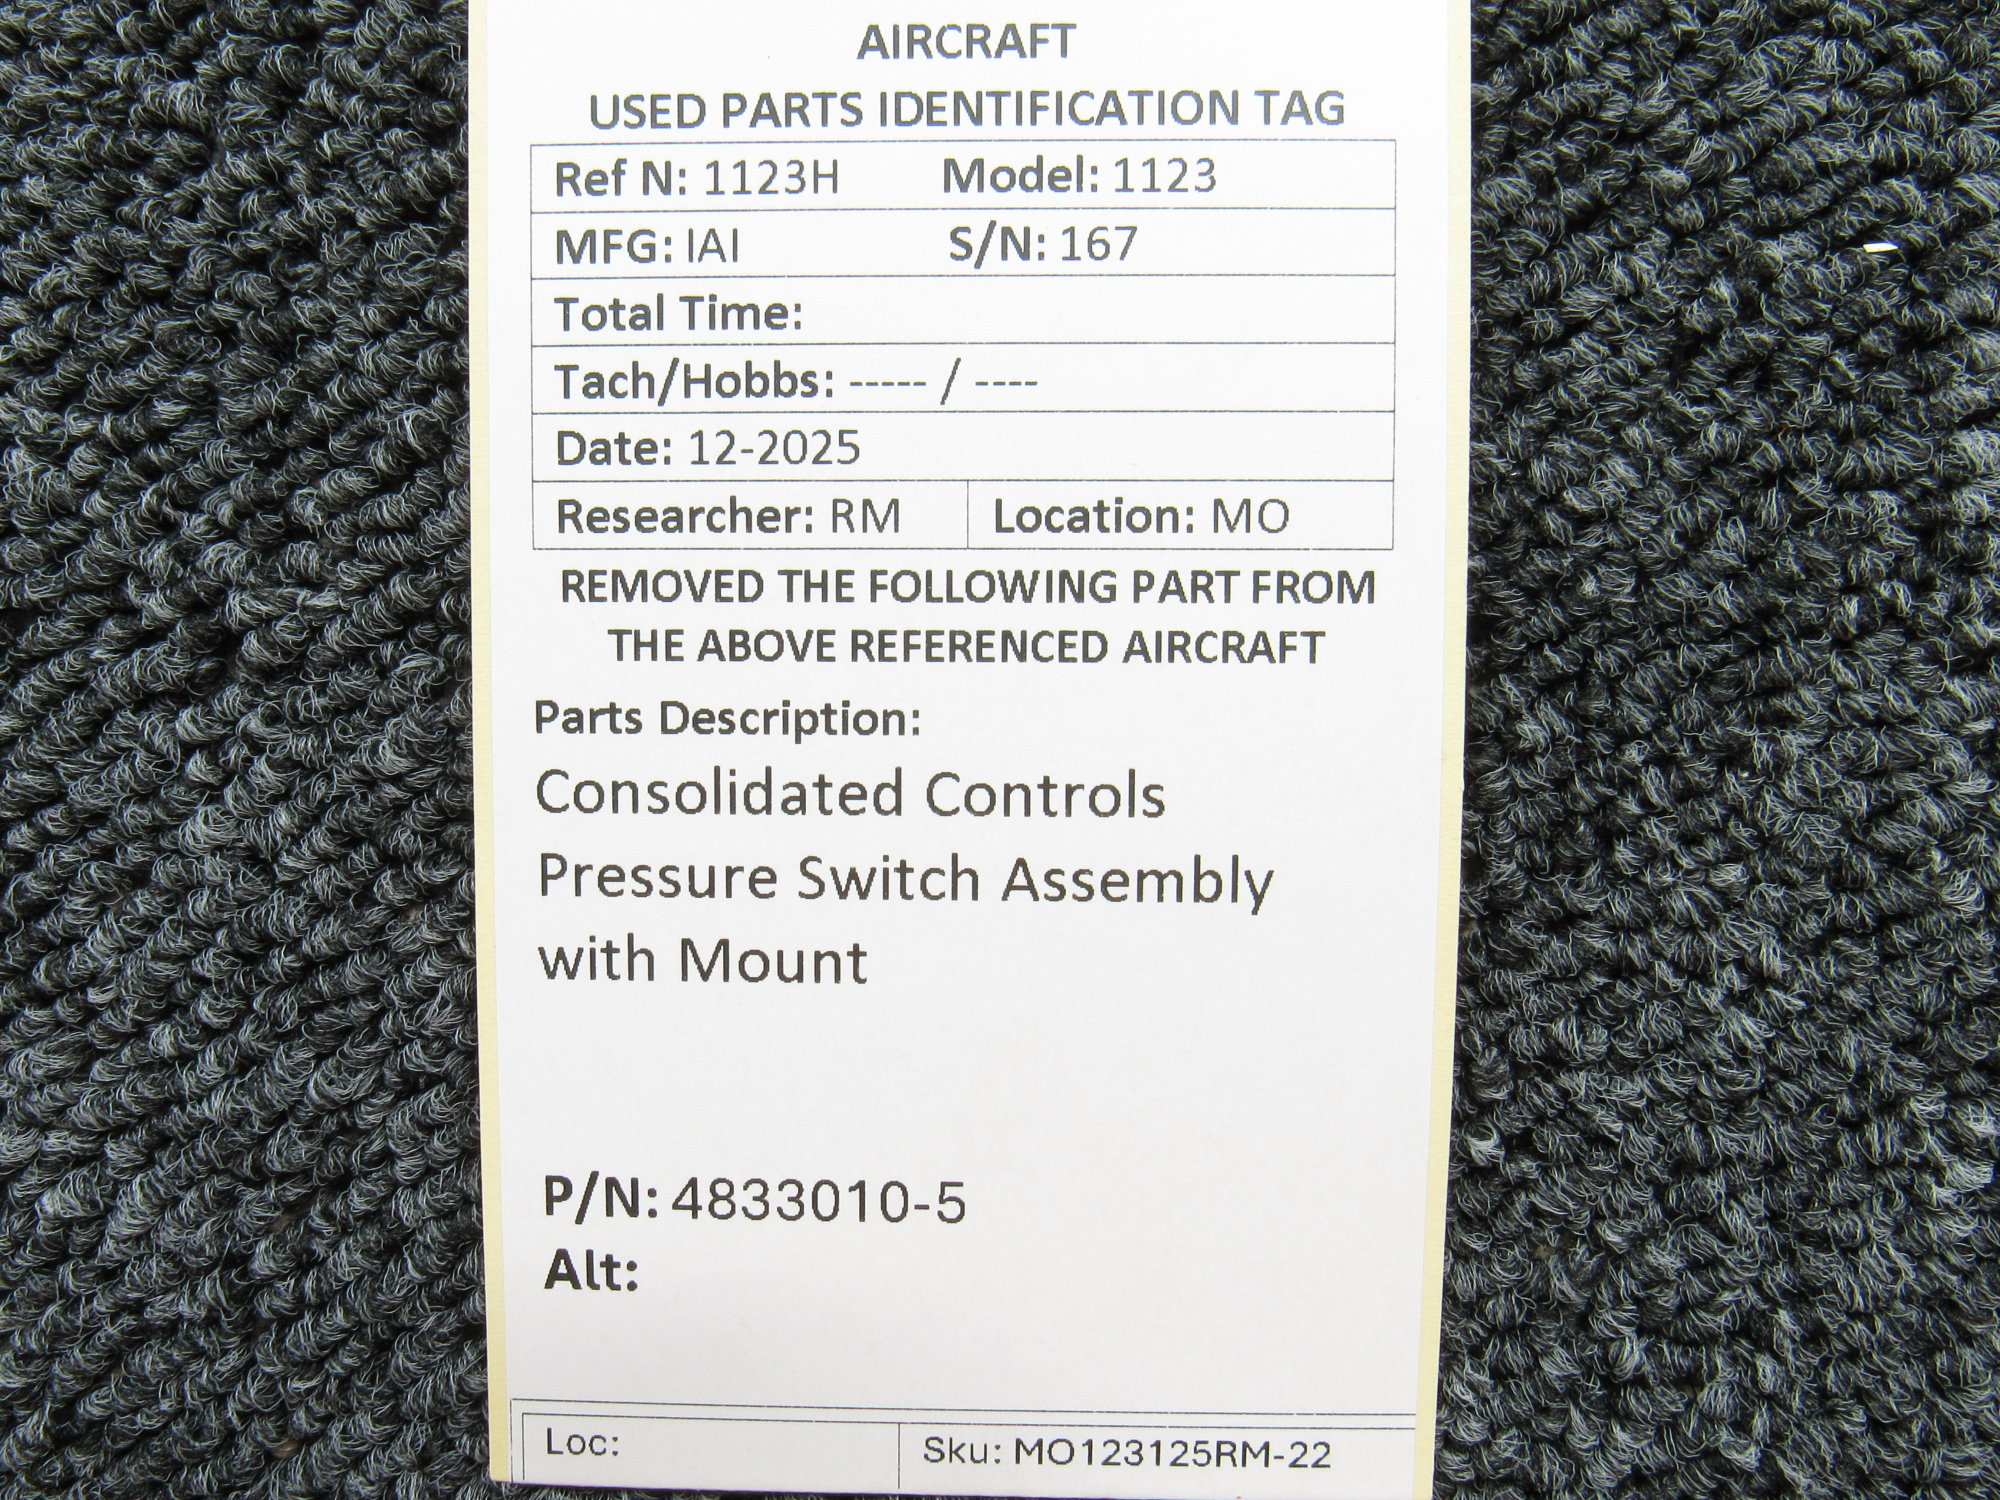 AIRCRAFT
USED PARTS IDENTIFICATION TAG
Ref N: 1123H Model: 1123
MFG: IAI S/N: 167
Total Time:
Tach/Hobbs: ----- / ----
Date: 12-2025
Researcher: RM Location: MO
REMOVED THE FOLLOWING PART FROM
THE ABOVE REFERENCED AIRCRAFT
Parts Description:
Consolidated Controls
Pressure Switch Assembly
with Mount
P/N: 4833010-5
Alt:
Loc: Sku: MO123125RM-22